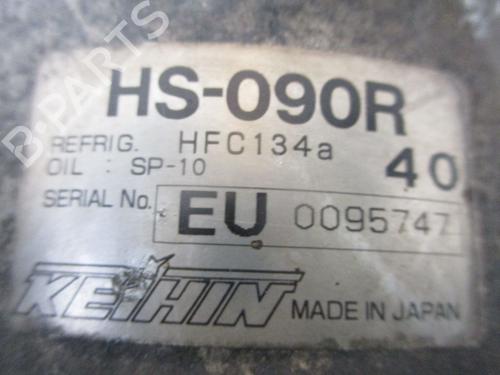 B-PARTS
HS-090R
REFRIG. HFC134a 40
OIL : SP-10
SERIAL No. EU 0095747
KEIHIN MADE IN JAPAN